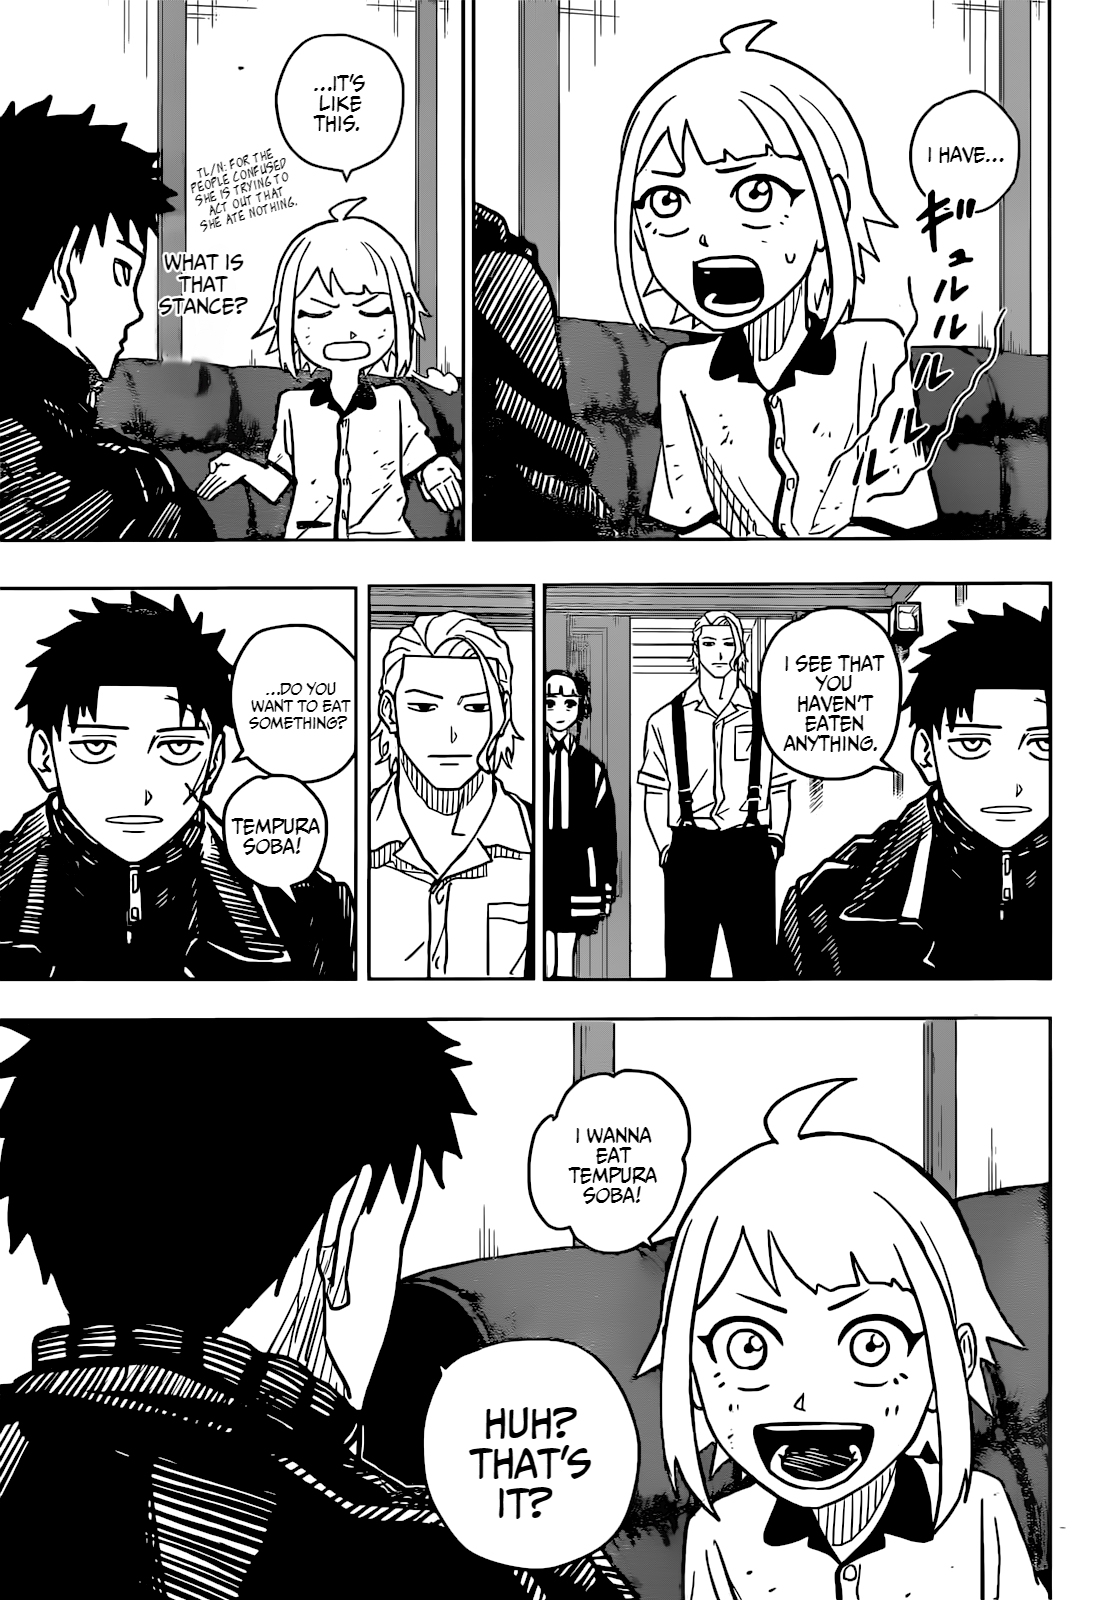 I HAVE...
ギュルルルルル
...IT'S
LIKE
THIS.
TL/N: FOR THE
PEOPLE CONFUSED
SHE IS TRYING TO
ACT OUT THAT
SHE ATE NOTHING.
WHAT IS
THAT
STANCE?
I SEE THAT
YOU
HAVEN'T
EATEN
ANYTHING.
...DO YOU
WANT TO EAT
SOMETHING?
TEMPURA
SOBA!
I WANNA
EAT
TEMPURA
SOBA!
HUH?
THAT'S
IT?